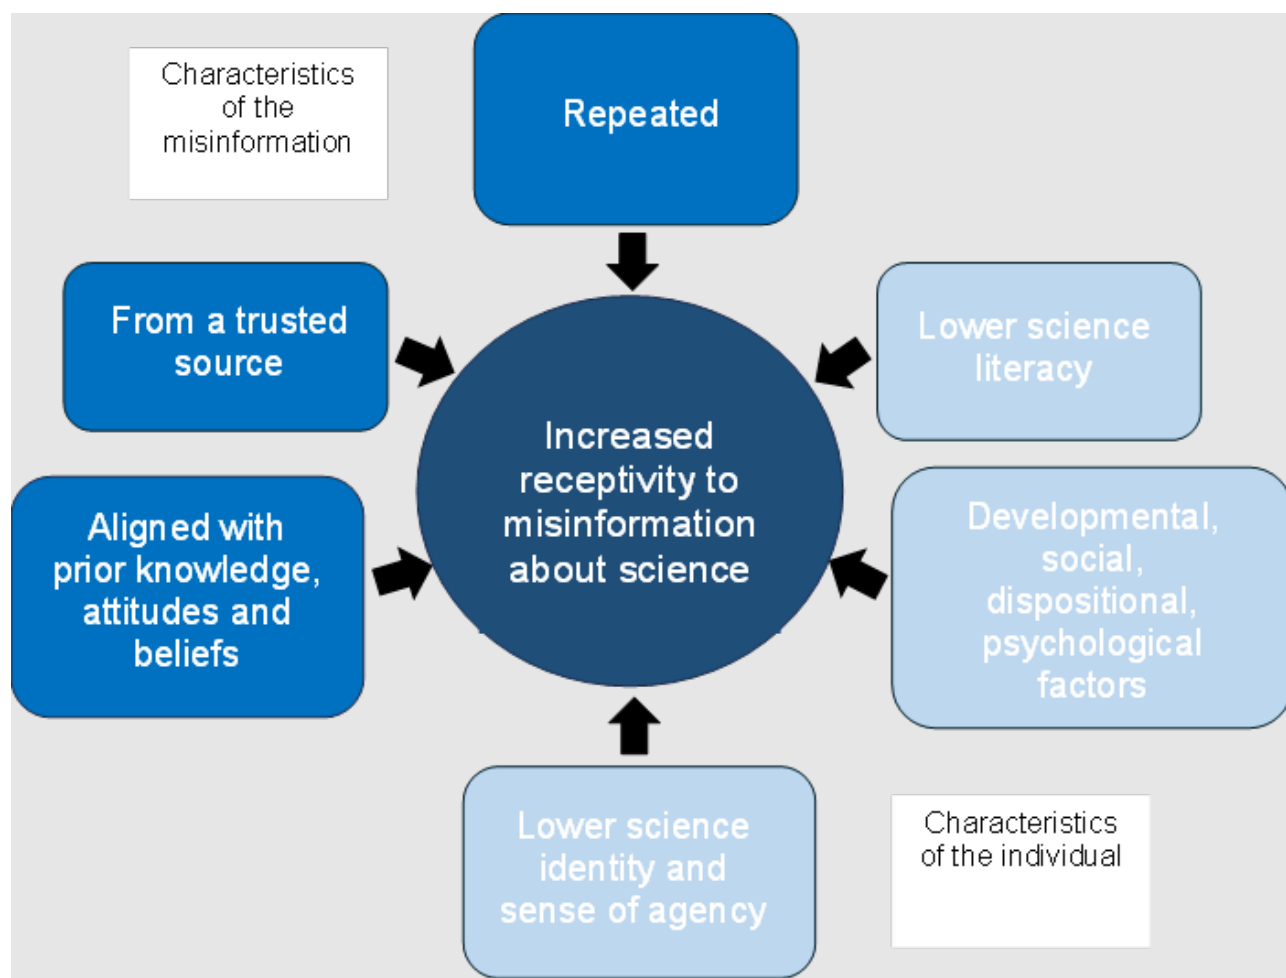 Characteristics
of the
misinformation
Repeated
From a trusted
source
Lower science
literacy
Increased
receptivity to
misinformation
about science
Aligned with
prior knowledge,
attitudes and
beliefs
Developmental,
social,
dispositional,
psychological
factors
Lower science
identity and
sense of agency
Characteristics
of the individual